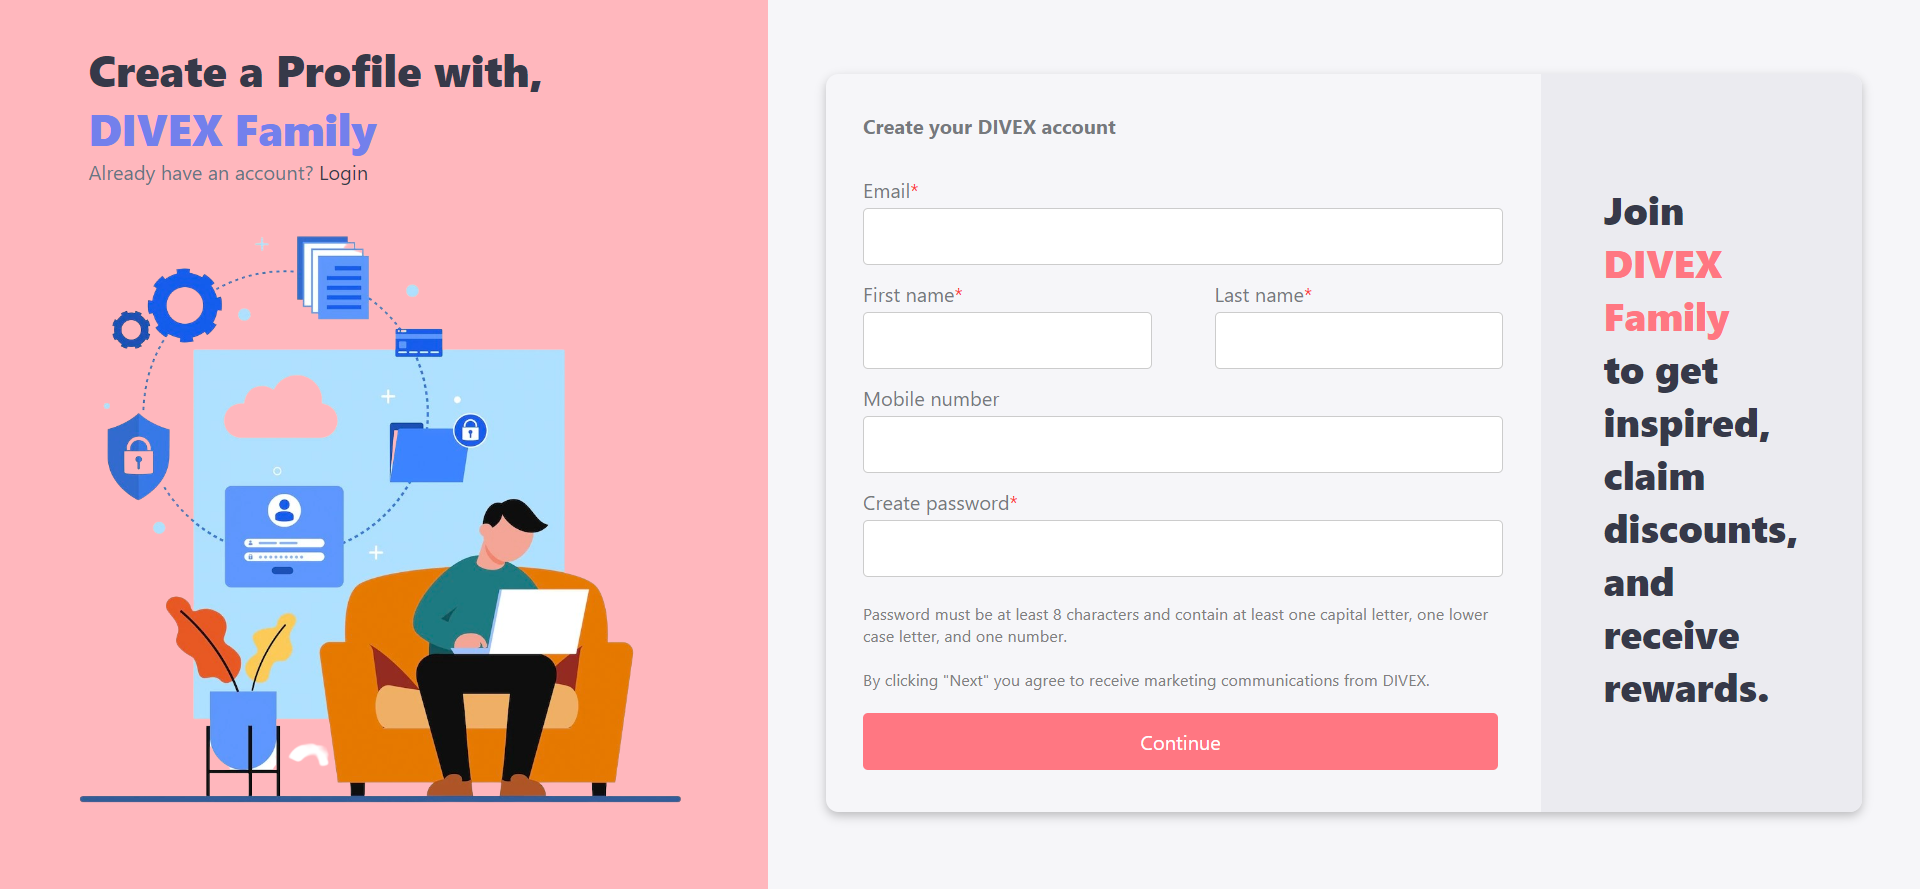 Create a Profile with,
DIVEX Family
Already have an account? Login
Create your DIVEX account
Email*
First name*
Last name*
Mobile number
Create password*
Password must be at least 8 characters and contain at least one capital letter, one lower
case letter, and one number.
By clicking "Next" you agree to receive marketing communications from DIVEX.
Continue
Join
DIVEX
Family
to get
inspired,
claim
discounts,
and
receive
rewards.